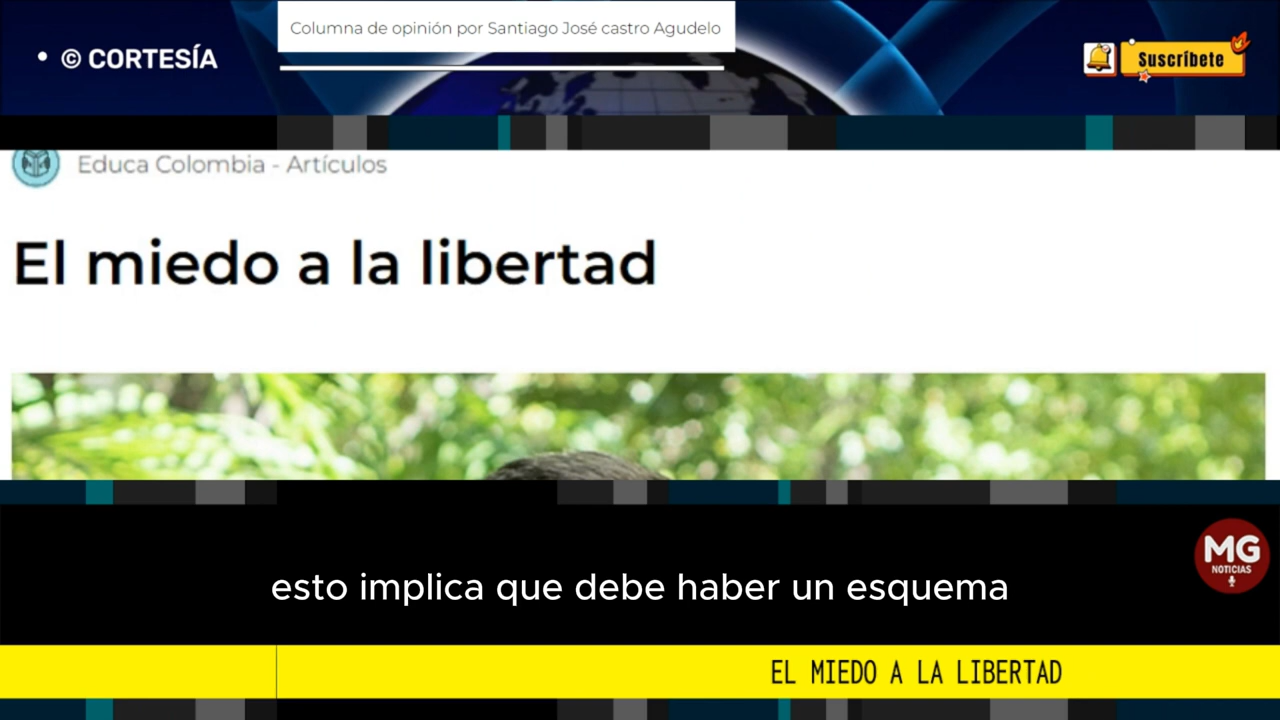 Columna de opinión por Santiago José castro Agudelo
• © CORTESÍA
Suscríbete
Educa Colombia - Artículos
El miedo a la libertad
MG
NOTICIAS
esto implica que debe haber un esquema
EL MIEDO A LA LIBERTAD